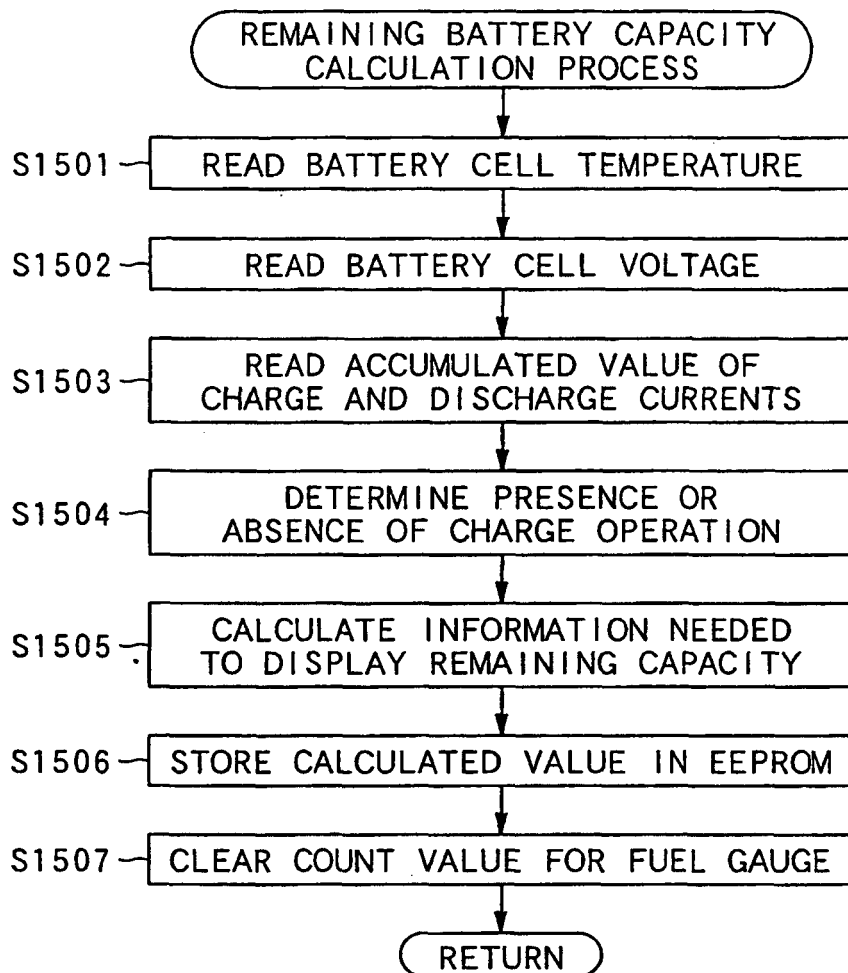 REMAINING BATTERY CAPACITY
CALCULATION PROCESS
S1501 READ BATTERY CELL TEMPERATURE
S1502 READ BATTERY CELL VOLTAGE
READ ACCUMULATED VALUE OF
S1503 CHARGE AND DISCHARGE CURRENTS
DETERMINE PRESENCE OR
S1504 ABSENCE OF CHARGE OPERATION
CALCULATE INFORMATION NEEDED
S1505 TO DISPLAY REMAINING CAPACITY
S1506 STORE CALCULATED VALUE IN EEPROM
S1507 CLEAR COUNT VALUE FOR FUEL GAUGE
RETURN